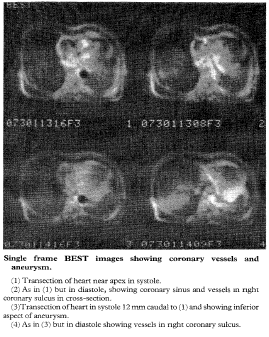 BEST
073011316F3 1 073011308F3 2
073011416F3 3 073011409F3 4
Single frame BEST images showing coronary vessels and
aneurysm.
(1) Transection of heart near apex in systole.
(2) As in (1) but in diastole, showing coronary sinus and vessels in right
coronary sulcus in cross-section.
(3)Transection of heart in systole 12 mm caudal to (1) and showing inferior
aspect of aneurysm.
(4) As in (3) but in diastole showing vessels in right coronary sulcus.